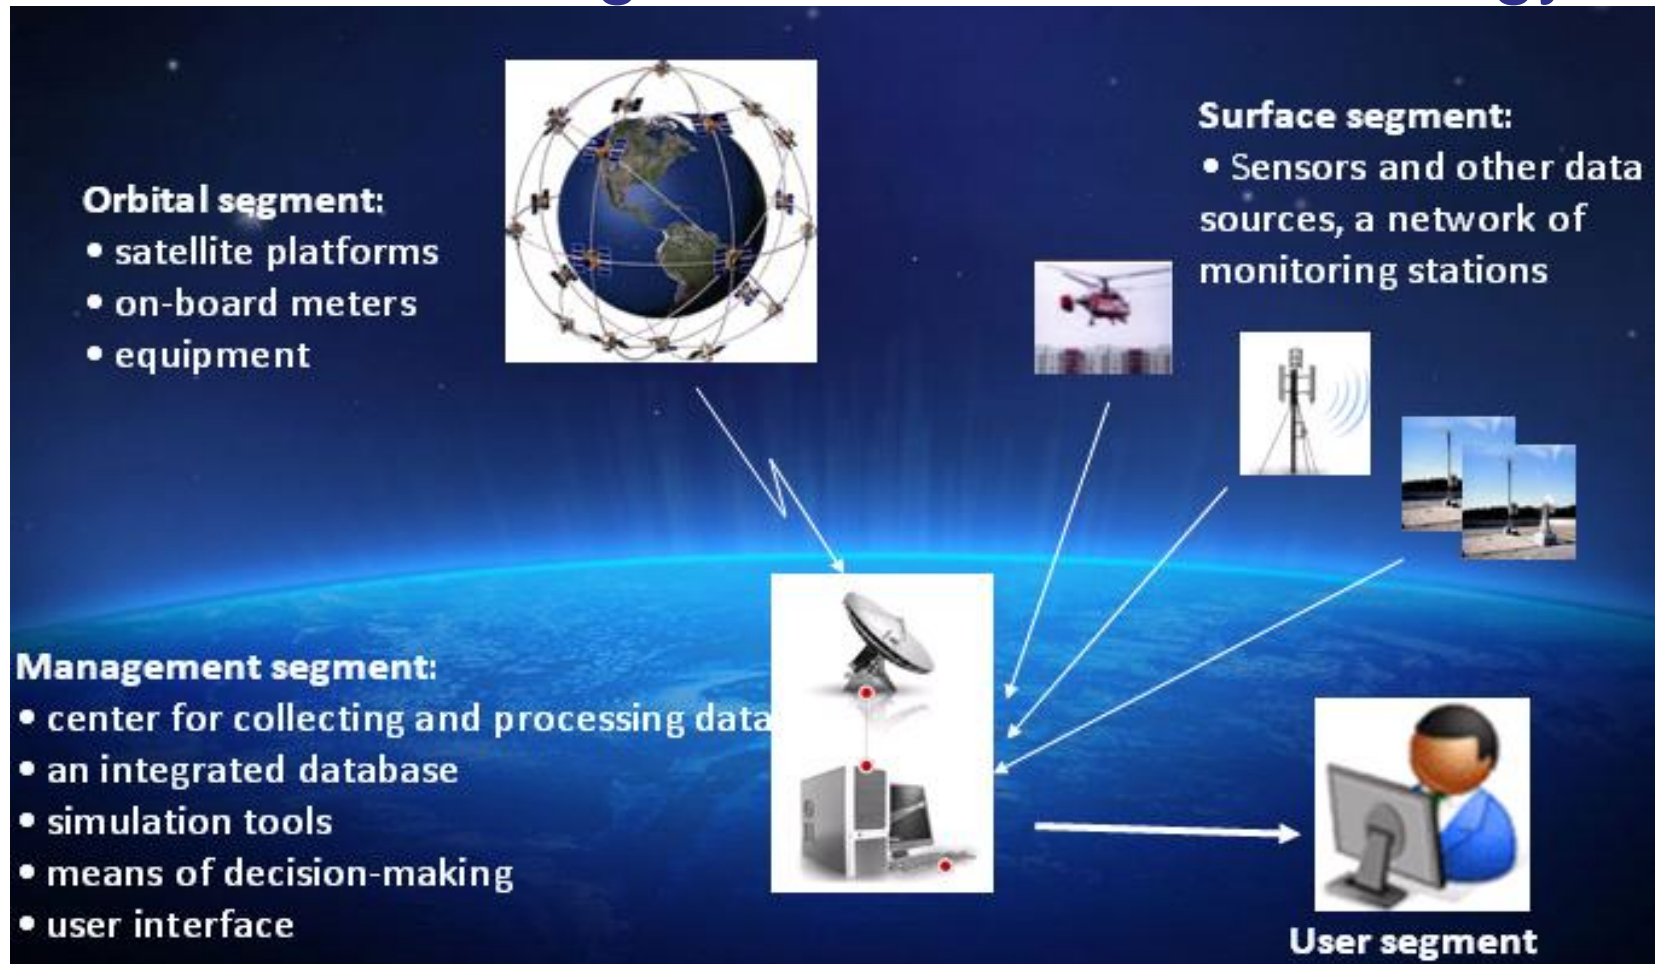 Orbital segment:
• satellite platforms
• on-board meters
• equipment
Surface segment:
• Sensors and other data
sources, a network of
monitoring stations
Management segment:
• center for collecting and processing data
• an integrated database
• simulation tools
• means of decision-making
• user interface
User segment